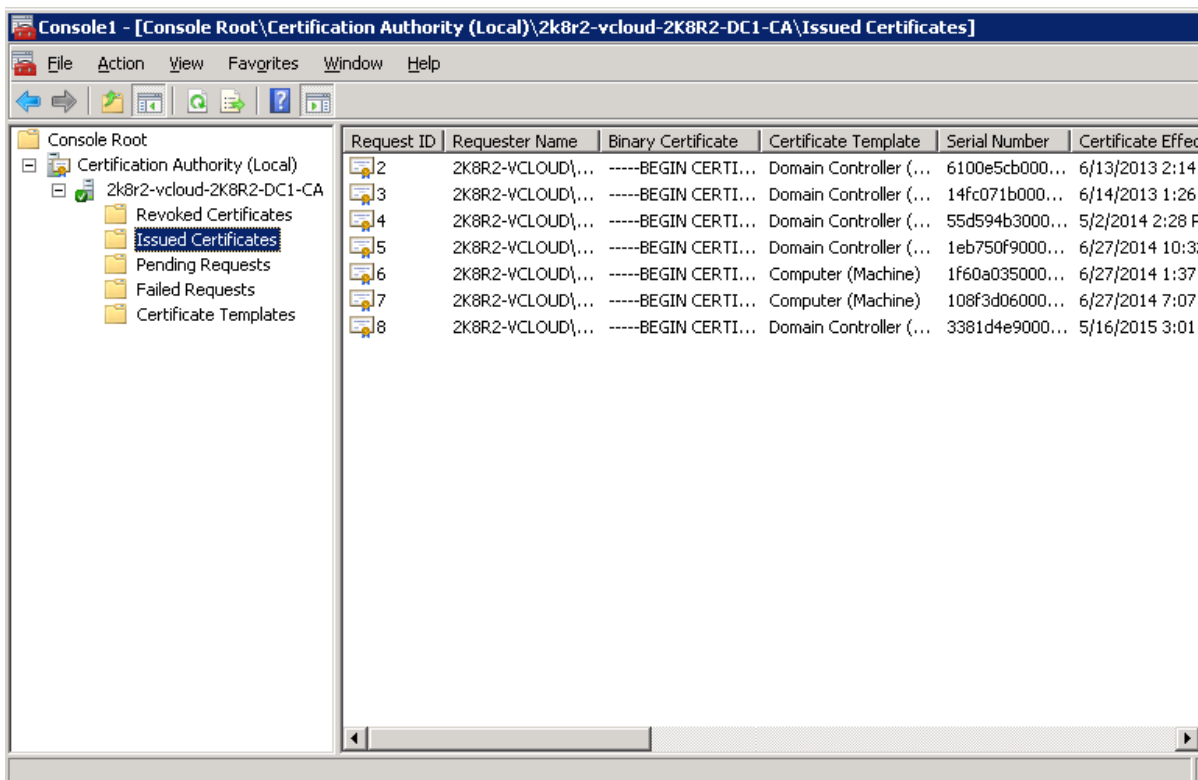 Console1 - [Console Root\Certification Authority (Local)\2k8r2-vcloud-2K8R2-DC1-CA\Issued Certificates]
File Action View Favorites Window Help
Console Root
Certification Authority (Local)
2k8r2-vcloud-2K8R2-DC1-CA
Revoked Certificates
Issued Certificates
Pending Requests
Failed Requests
Certificate Templates
Request ID Requester Name Binary Certificate Certificate Template Serial Number Certificate Effec
2 2K8R2-VCLOUD\... -----BEGIN CERTI... Domain Controller (... 6100e5cb000... 6/13/2013 2:14
3 2K8R2-VCLOUD\... -----BEGIN CERTI... Domain Controller (... 14fc071b000... 6/14/2013 1:26
4 2K8R2-VCLOUD\... -----BEGIN CERTI... Domain Controller (... 55d594b3000... 5/2/2014 2:28 P
5 2K8R2-VCLOUD\... -----BEGIN CERTI... Domain Controller (... 1eb750f9000... 6/27/2014 10:3
6 2K8R2-VCLOUD\... -----BEGIN CERTI... Computer (Machine) 1f60a035000... 6/27/2014 1:37
7 2K8R2-VCLOUD\... -----BEGIN CERTI... Computer (Machine) 108f3d06000... 6/27/2014 7:07
8 2K8R2-VCLOUD\... -----BEGIN CERTI... Domain Controller (... 3381d4e9000... 5/16/2015 3:01